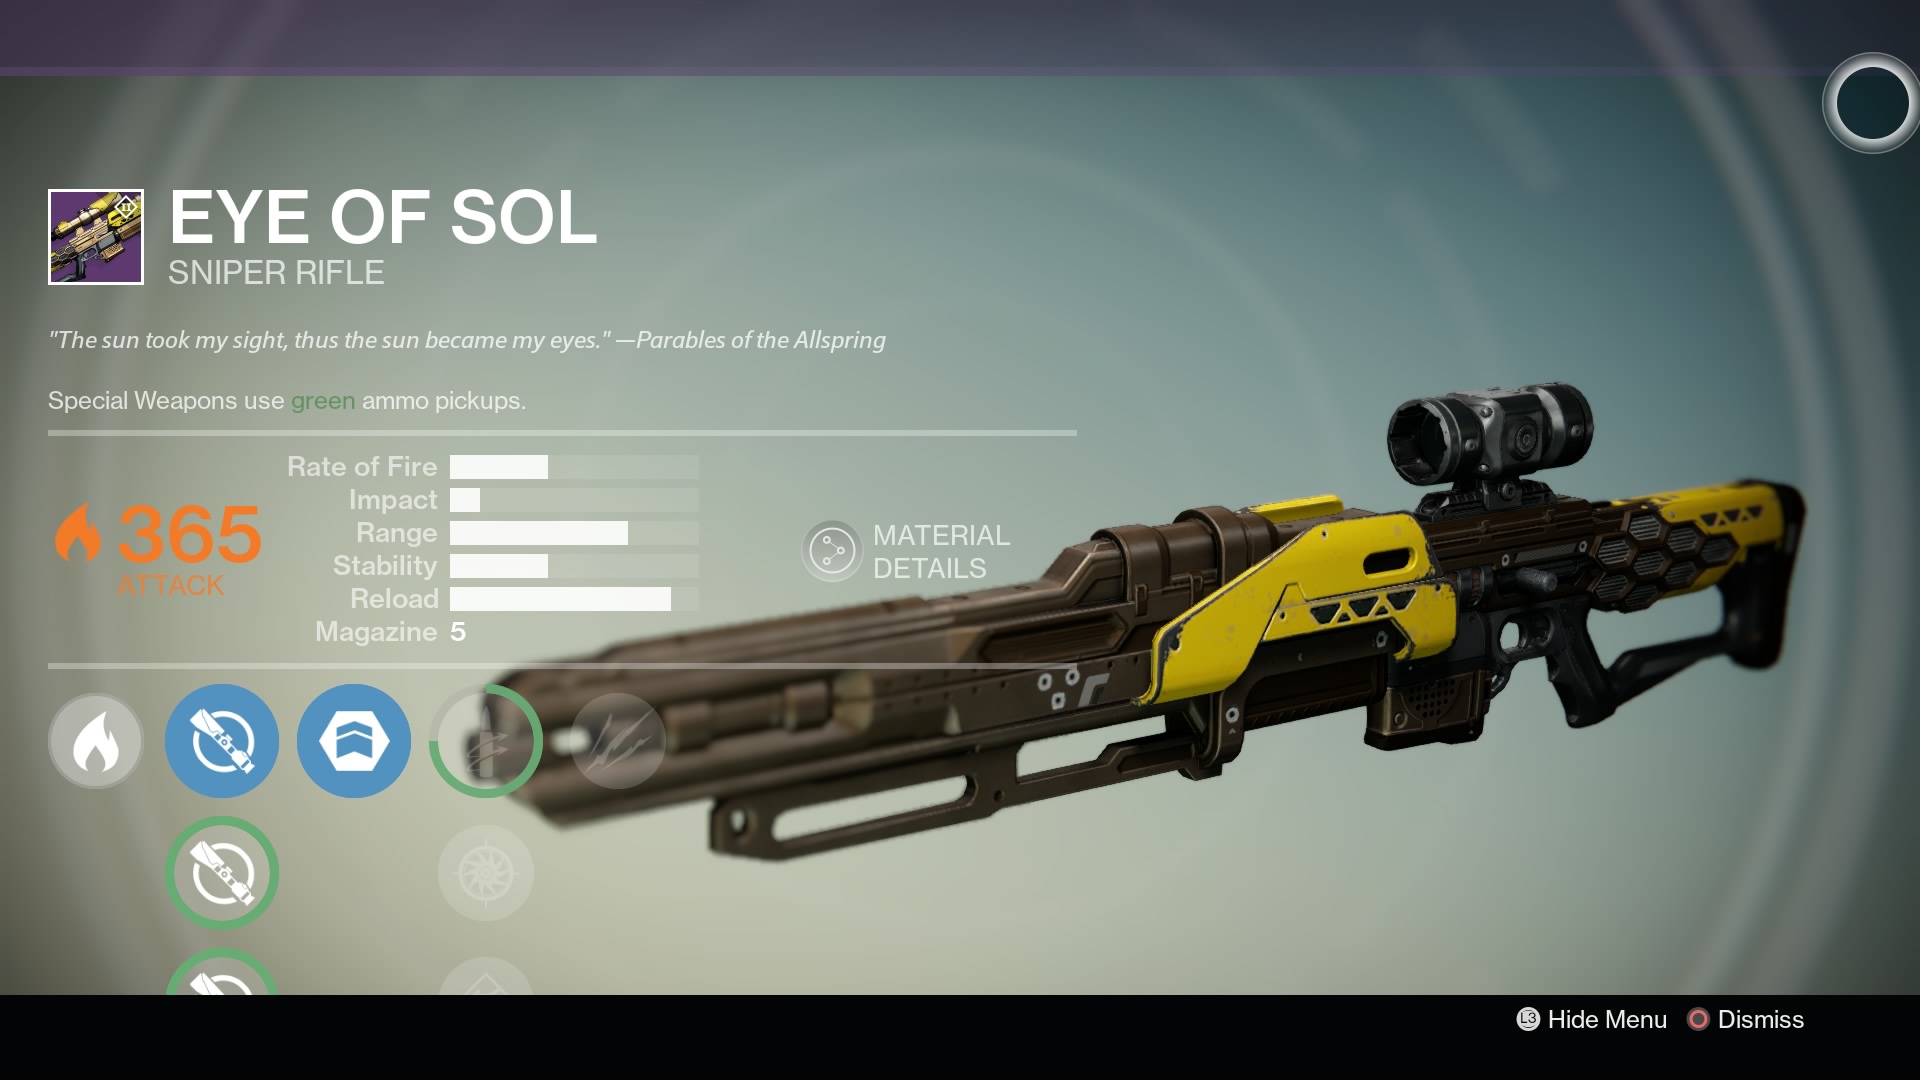 EYE OF SOL
SNIPER RIFLE
"The sun took my sight, thus the sun became my eyes." —Parables of the Allspring
Special Weapons use green ammo pickups.
365
ATTACK
Rate of Fire
Impact
Range
Stability
Reload
Magazine 5
MATERIAL
DETAILS
L3 Hide Menu
Dismiss